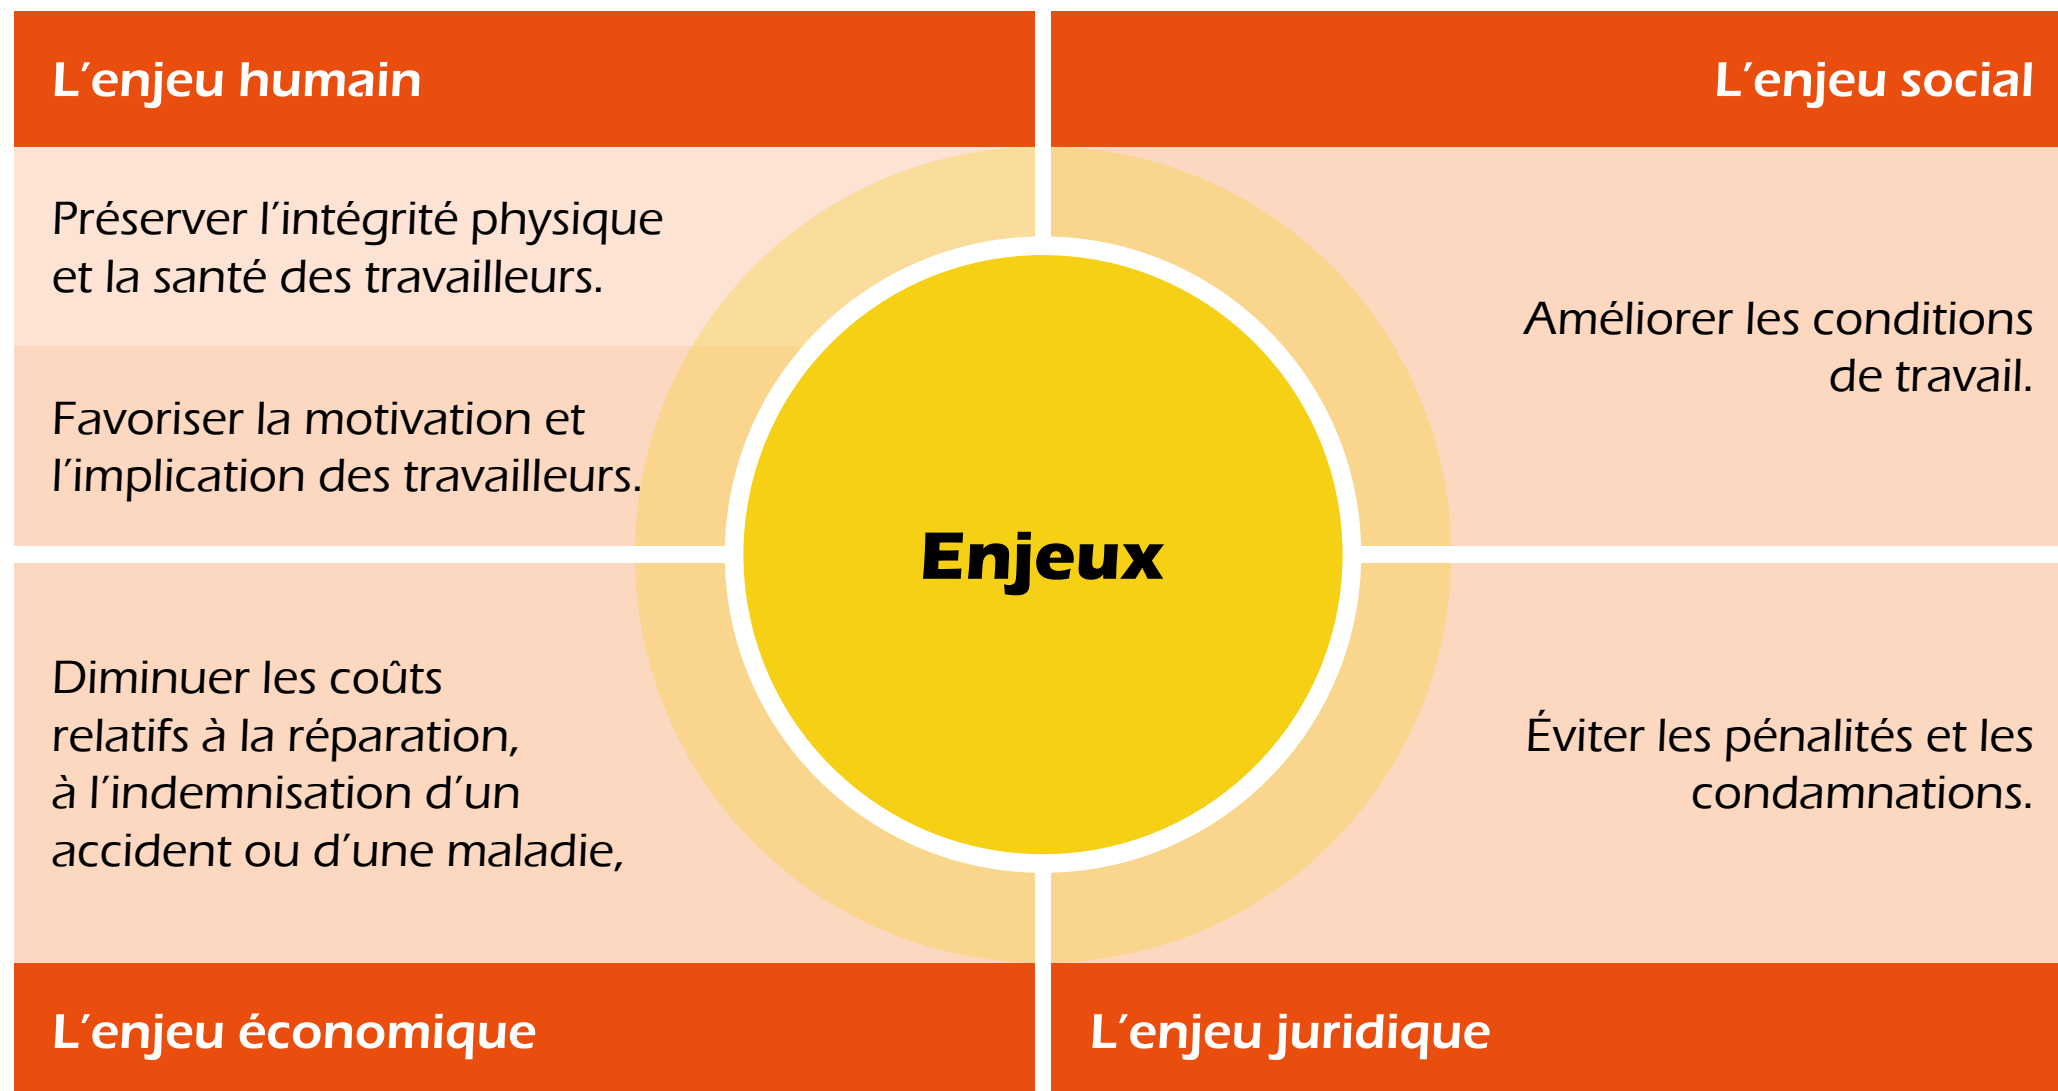 L’enjeu humain
L’enjeu social
Préserver l’intégrité physique
et la santé des travailleurs.
Favoriser la motivation et
l’implication des travailleurs.
Améliorer les conditions
de travail.
Enjeux
Diminuer les coûts
relatifs à la réparation,
à l’indemnisation d’un
accident ou d’une maladie,
Éviter les pénalités et les
condamnations.
L’enjeu économique
L’enjeu juridique